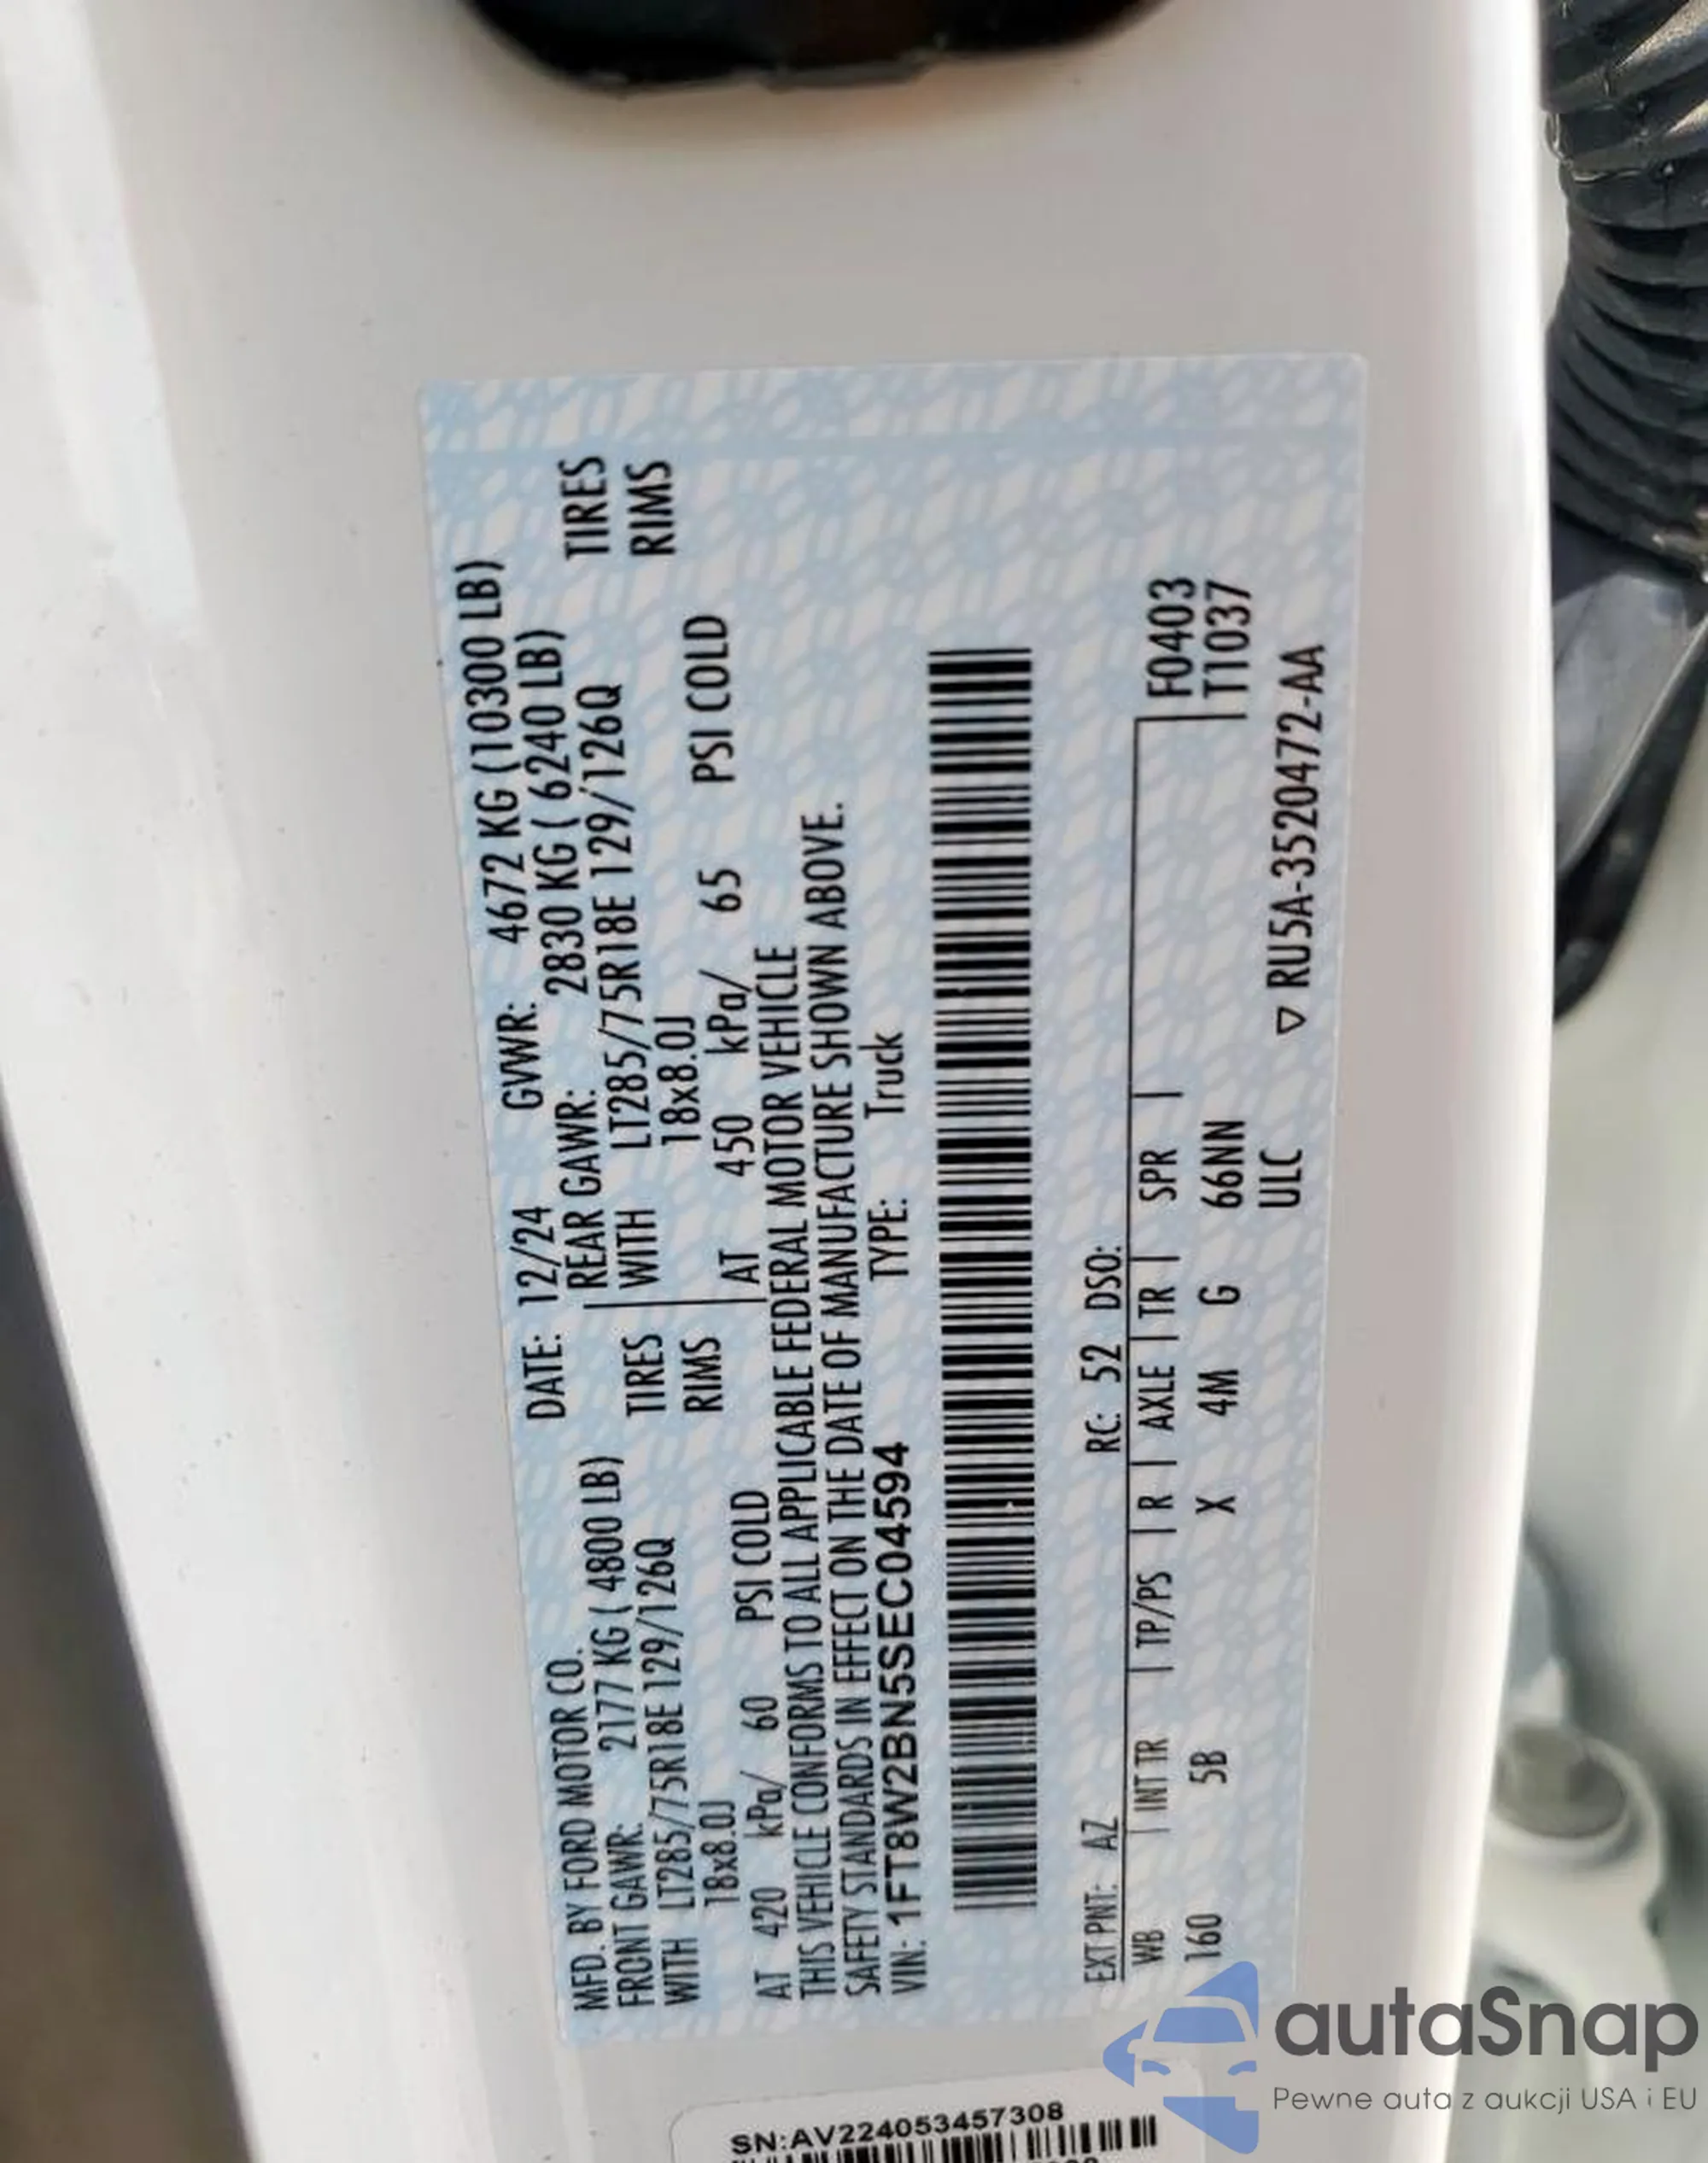 MFD. BY FORD MOTOR CO. DATE: 12/24 GVWR: 4672 KG (10300 LB)
FRONT GAWR: 2177 KG ( 4800 LB) REAR GAWR: 2830 KG ( 6240 LB)
WITH LT285/75R18E 129/126Q TIRES WITH LT285/75R18E 129/126Q TIRES
18x8.0J RIMS 18x8.0J RIMS
AT 420 kPa/ 60 PSI COLD AT 450 kPa/ 65 PSI COLD
THIS VEHICLE CONFORMS TO ALL APPLICABLE FEDERAL MOTOR VEHICLE
SAFETY STANDARDS IN EFFECT ON THE DATE OF MANUFACTURE SHOWN ABOVE.
VIN: 1FT8W2BN5SEC04594 TYPE: Truck
EXT PNT: AZ RC: 52 DSO:
WB | INT TR | TP/PS | R | AXLE | TR | SPR | F0403
160 5B X 4M G 66NN T1037
ULC ▽ RU5A-3520472-AA
SN:AV224053457308
autaSnap
Pewne auta z aukcji USA i EU